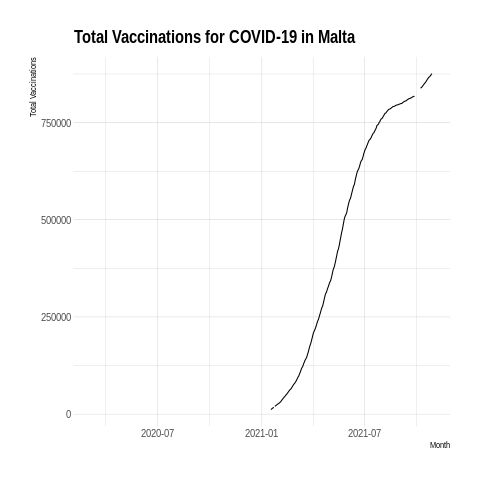 Total Vaccinations for COVID-19 in Malta
Total Vaccinations
750000
500000
250000
0
2020-07
2021-01
2021-07
Month